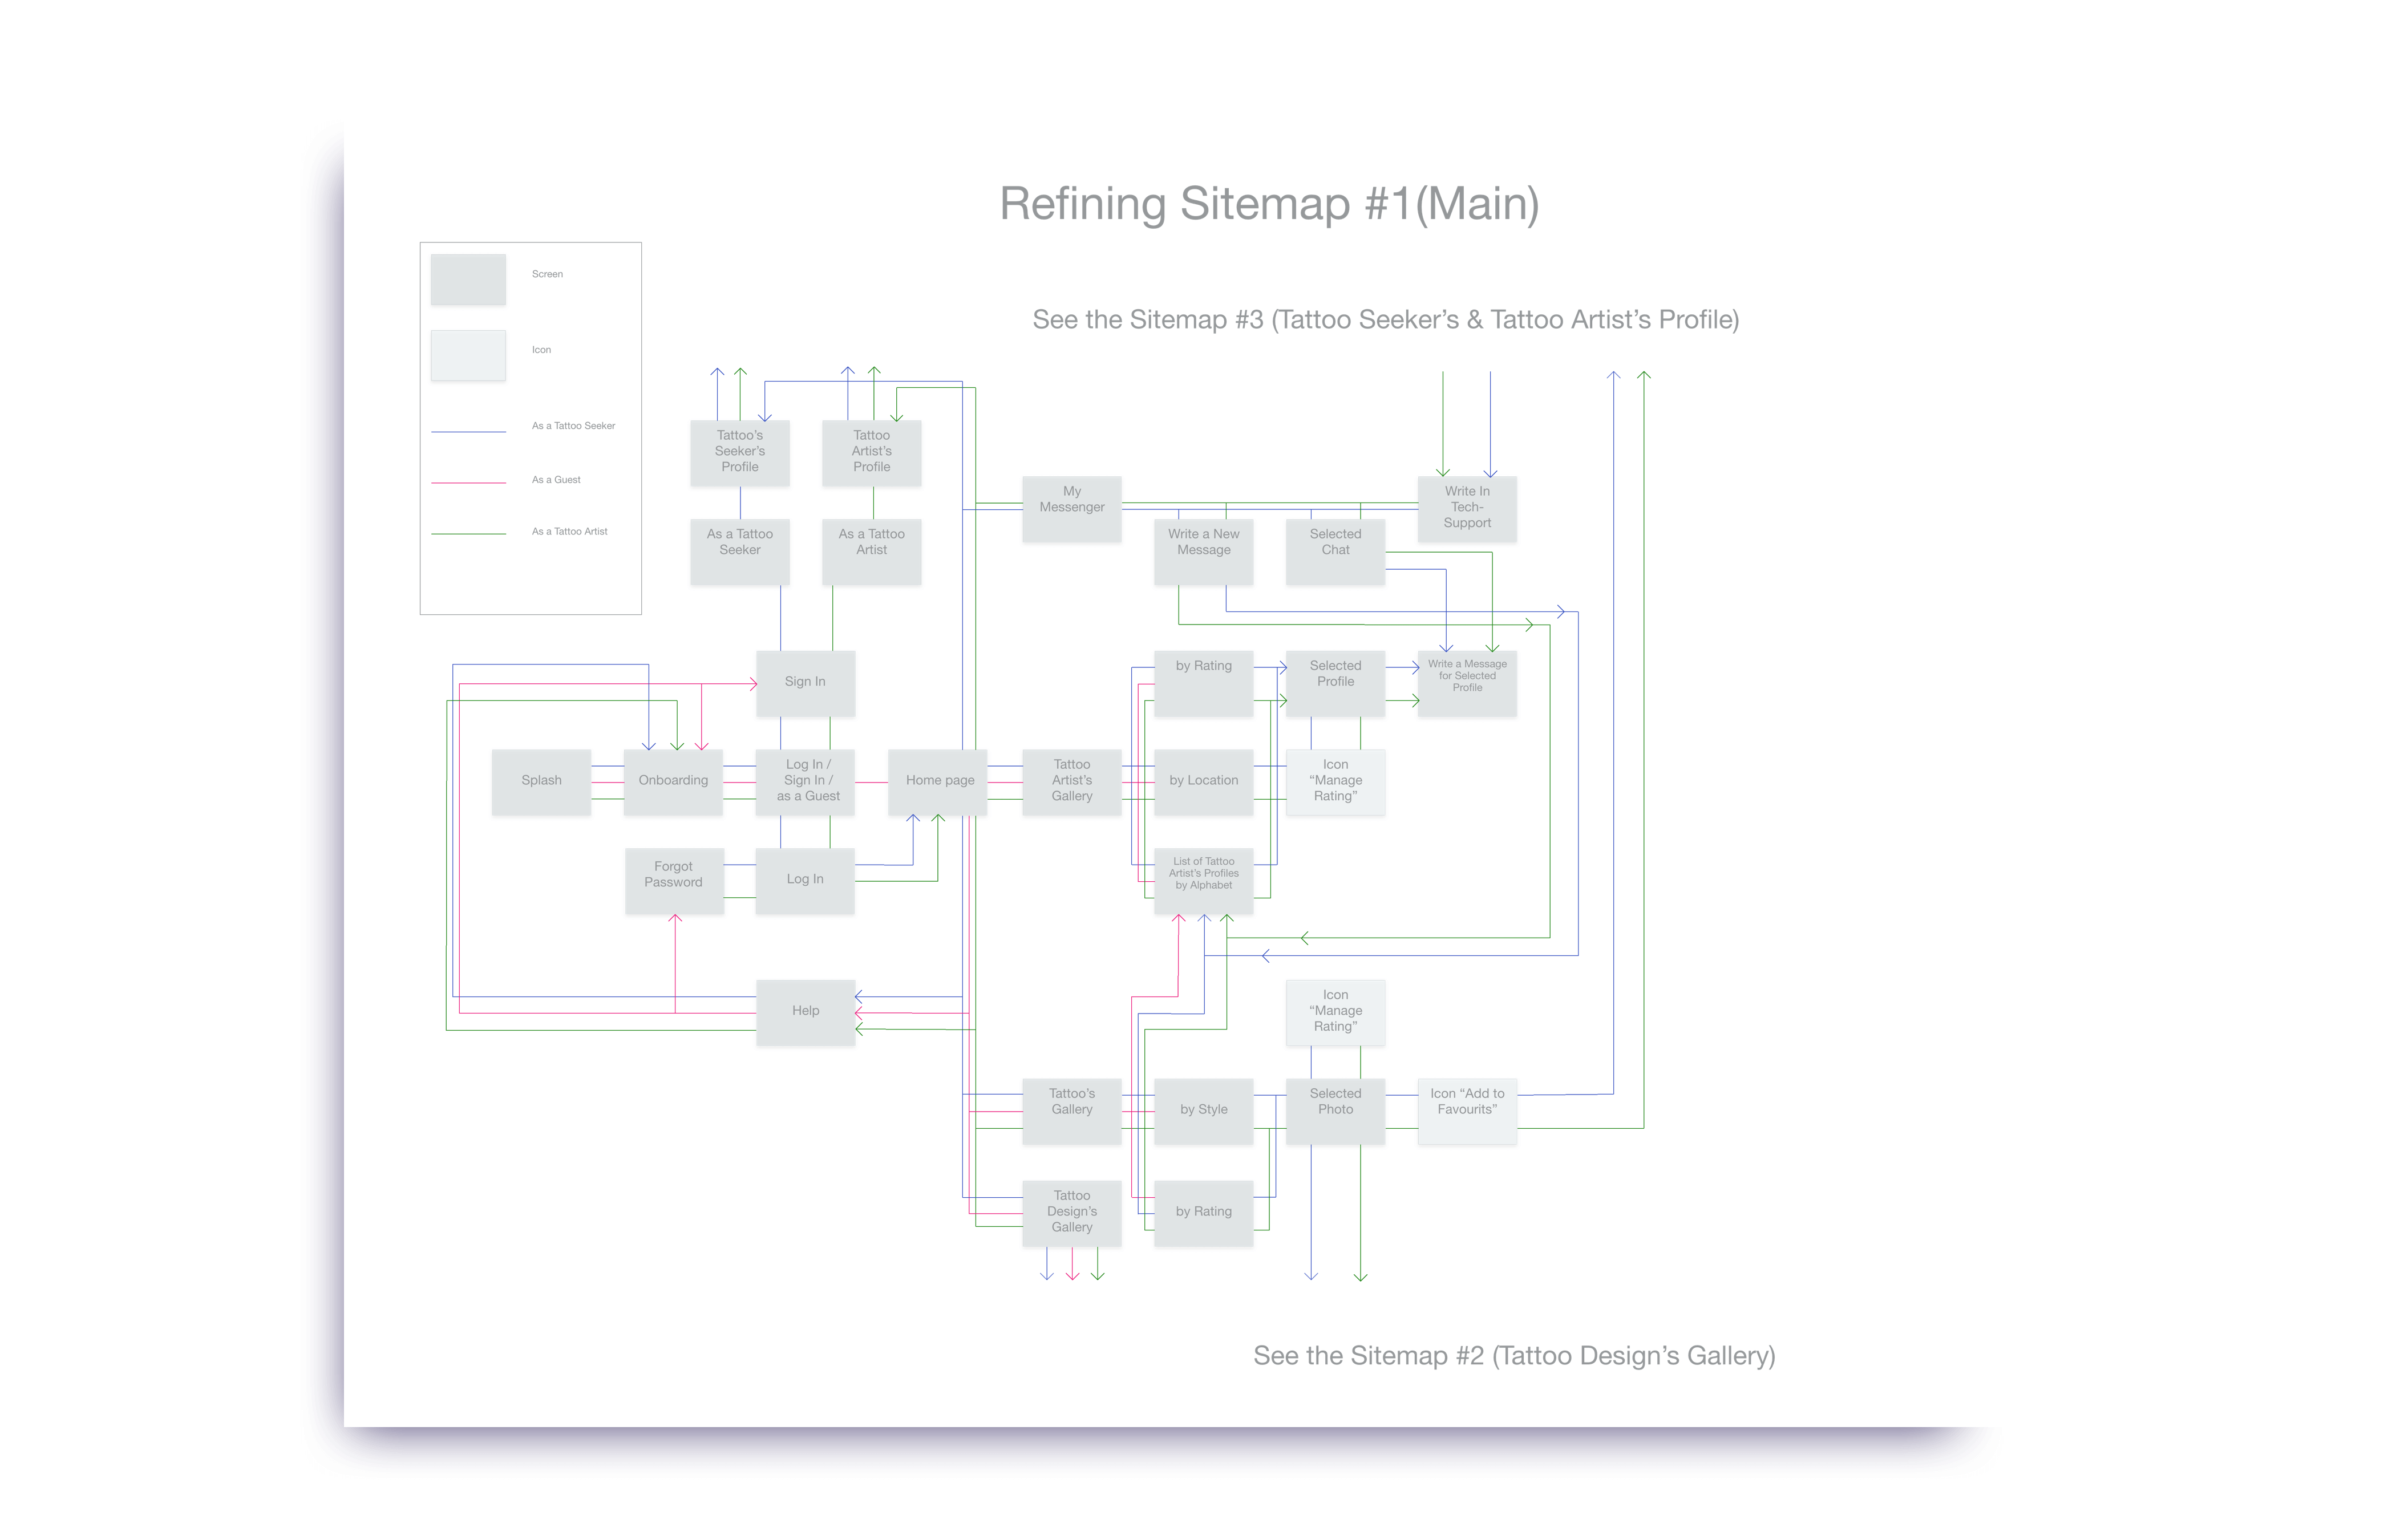 Refining Sitemap #1(Main)
See the Sitemap #3 (Tattoo Seeker’s & Tattoo Artist’s Profile)
Screen
Icon
As a Tattoo Seeker
As a Guest
As a Tattoo Artist
Tattoo’s
Seeker’s
Profile
Tattoo
Artist’s
Profile
As a Tattoo
Seeker
As a Tattoo
Artist
My
Messenger
Write a New
Message
Selected
Chat
Write In
Tech-
Support
Sign In
by Rating
Selected
Profile
Write a Message
for Selected
Profile
Splash
Onboarding
Log In /
Sign In /
as a Guest
Home page
Tattoo
Artist’s
Gallery
by Location
Icon
“Manage
Rating”
Forgot
Password
Log In
List of Tattoo
Artist’s Profiles
by Alphabet
Help
Icon
“Manage
Rating”
Tattoo’s
Gallery
by Style
Selected
Photo
Icon “Add to
Favourits”
Tattoo
Design’s
Gallery
by Rating
See the Sitemap #2 (Tattoo Design’s Gallery)